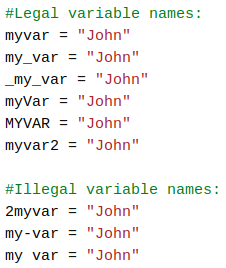 #Legal variable names:
myvar = "John"
my_var = "John"
_my_var = "John"
myVar = "John"
MYVAR = "John"
myvar2 = "John"

#Illegal variable names:
2myvar = "John"
my-var = "John"
my var = "John"